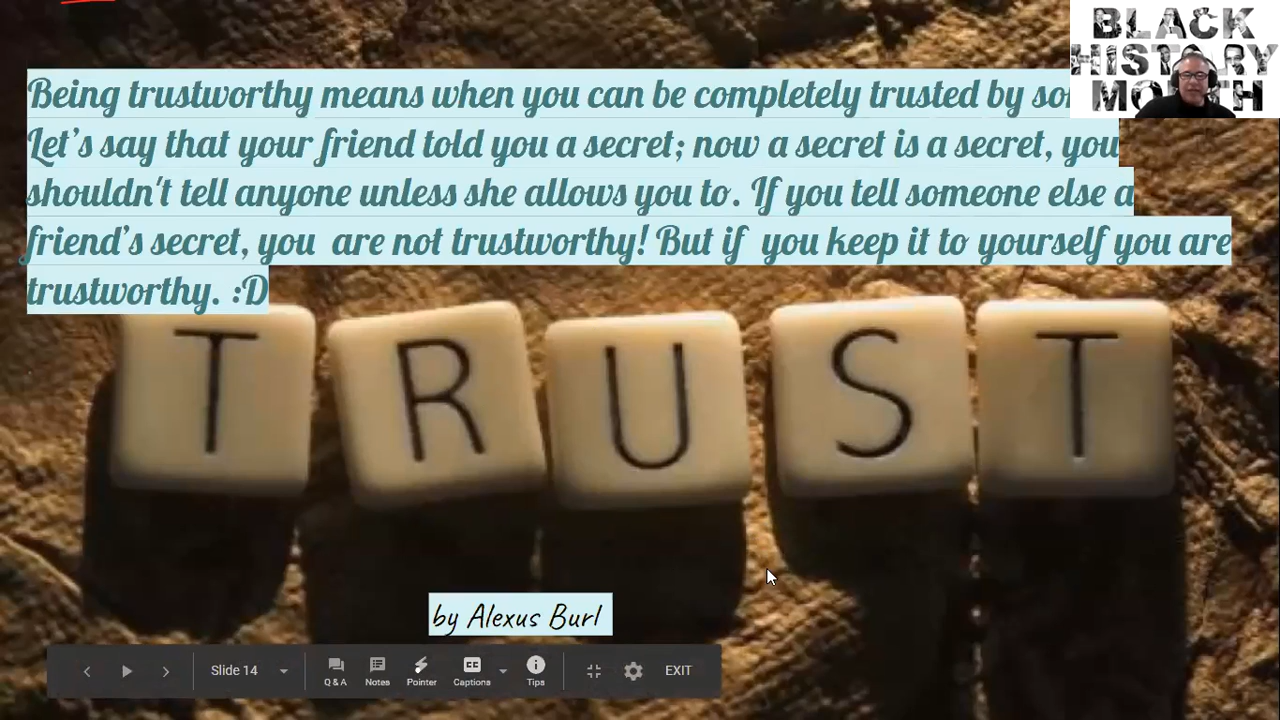 BLACK
HISTORY
MONTH
Being trustworthy means when you can be completely trusted by
Let’s say that your friend told you a secret; now a secret is a secret, you
shouldn't tell anyone unless she allows you to. If you tell someone else a
friend’s secret, you are not trustworthy! But if you keep it to yourself you are
trustworthy. :D
T R U S T
by Alexus Burl
Slide 14
Q & A
Notes
Pointer
CC
Captions
Tips
EXIT